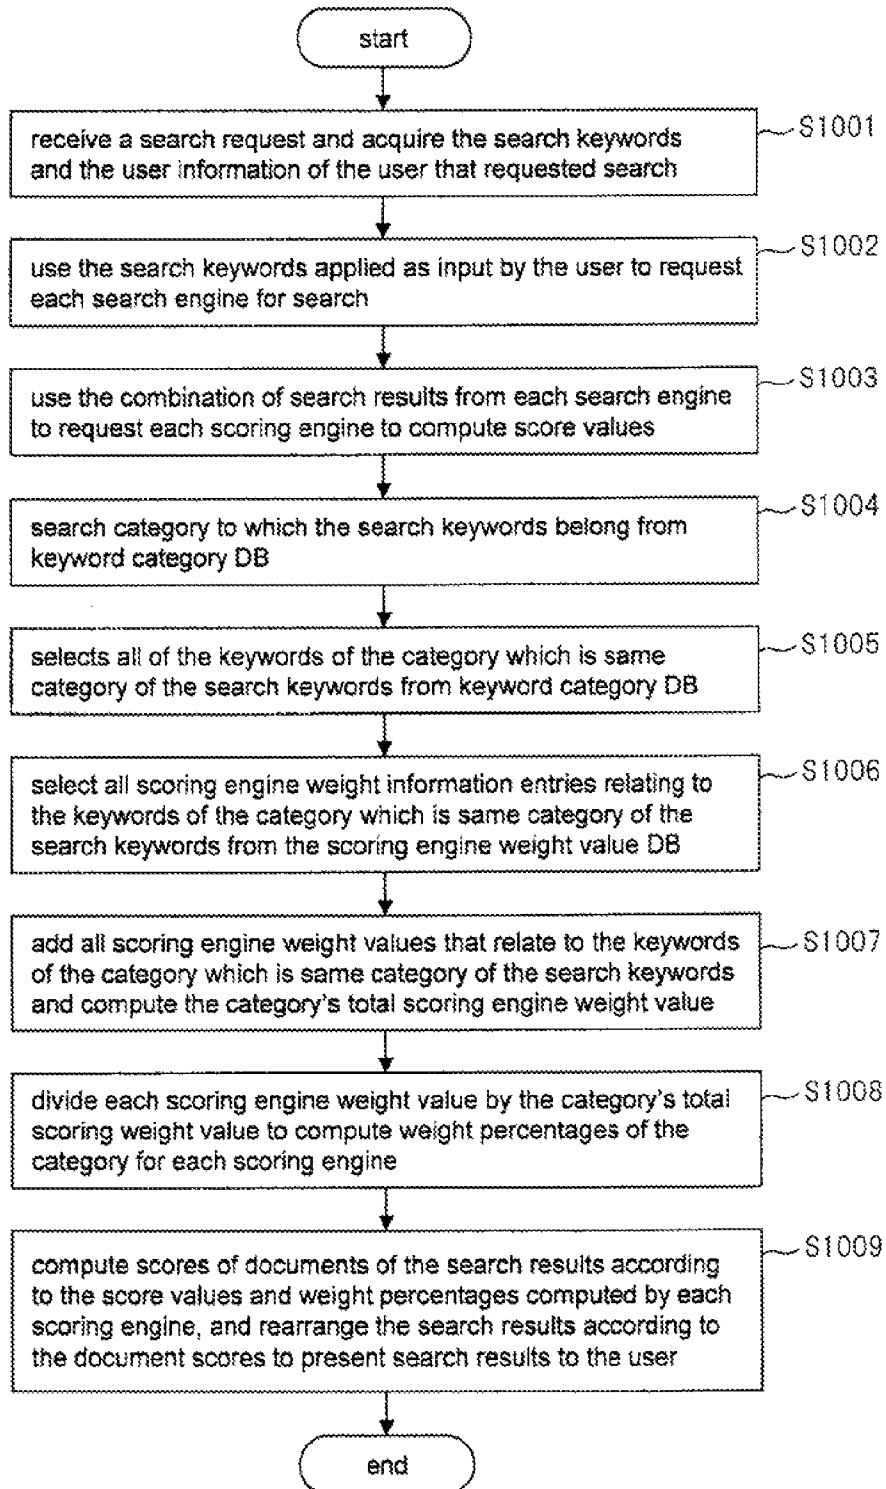 start
receive a search request and acquire the search keywords
and the user information of the user that requested search
S1001
use the search keywords applied as input by the user to request
each search engine for search
S1002
use the combination of search results from each search engine
to request each scoring engine to compute score values
S1003
search category to which the search keywords belong from
keyword category DB
S1004
selects all of the keywords of the category which is same
category of the search keywords from keyword category DB
S1005
select all scoring engine weight information entries relating to
the keywords of the category which is same category of the
search keywords from the scoring engine weight value DB
S1006
add all scoring engine weight values that relate to the keywords
of the category which is same category of the search keywords
and compute the category's total scoring engine weight value
S1007
divide each scoring engine weight value by the category's total
scoring weight value to compute weight percentages of the
category for each scoring engine
S1008
compute scores of documents of the search results according
to the score values and weight percentages computed by each
scoring engine, and rearrange the search results according to
the document scores to present search results to the user
S1009
end